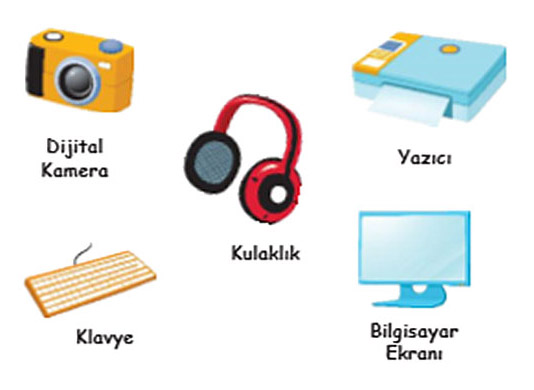 Dijital
Kamera
Yazıcı
Kulaklık
Klavye
Bilgisayar
Ekranı